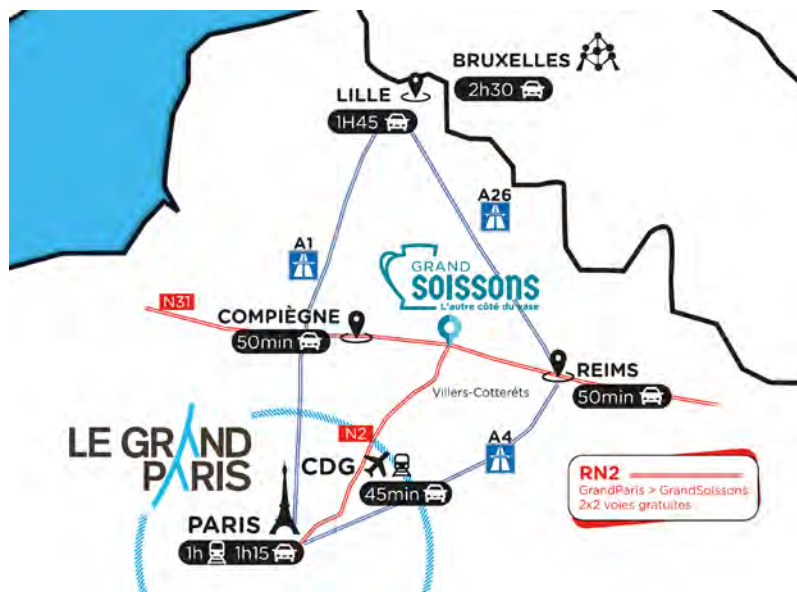 BRUXELLES
2h30
LILLE
1H45
A26
A1
GRAND
SOISSONS
L'autre côté du vase
N31
COMPIÈGNE
50min
REIMS
50min
Villers-Cotterêts
N2
LE GRAND
PARIS
A4
CDG
45min
RN2
GrandParis > GrandSoissons
2x2 voies gratuites
PARIS
1h 1h15